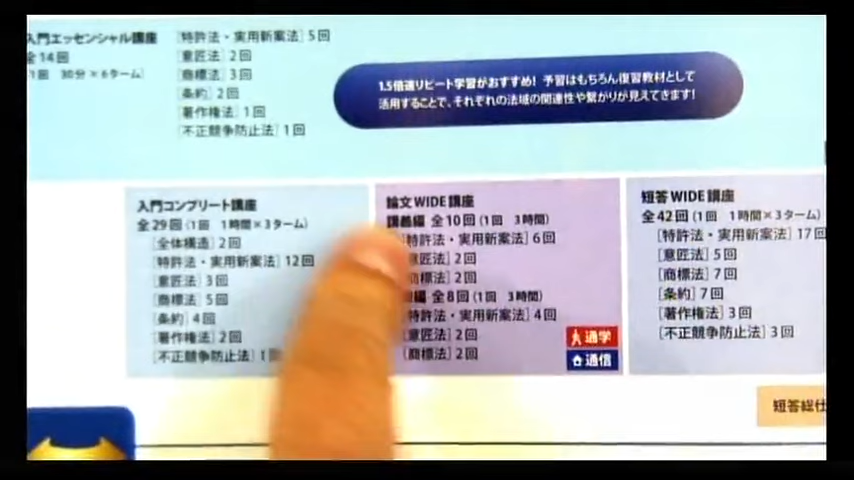 入門エッセンシャル講座
全14回
1回 30分×6ターム）
［特許法・実用新案法］5回
［意匠法］2回
［商標法］3回
［条約］2回
［著作権法］1回
［不正競争防止法］1回
1.5倍速リピート学習がおすすめ！ 予習はもちろん復習教材として
活用することで、それぞれの法域の関連性や繋がりが見えてきます！
入門コンプリート講座
全29回（1回 1時間×3ターム）
［全体構造］2回
［特許法・実用新案法］12回
［意匠法］3回
［商標法］5回
［条約］4回
［著作権法］2回
［不正競争防止法］1回
論文WIDE講座
講義編 全10回（1回 3時間）
［特許法・実用新案法］6回
意匠法］2回
商標法］2回
編 全8回（1回 3時間）
特許法・実用新案法］4回
意匠法］2回
［商標法］2回
通学
通信
短答WIDE講座
全42回（1回 1時間×3ターム）
［特許法・実用新案法］17回
［意匠法］5回
［商標法］7回
［条約］7回
［著作権法］3回
［不正競争防止法］3回
短答総仕